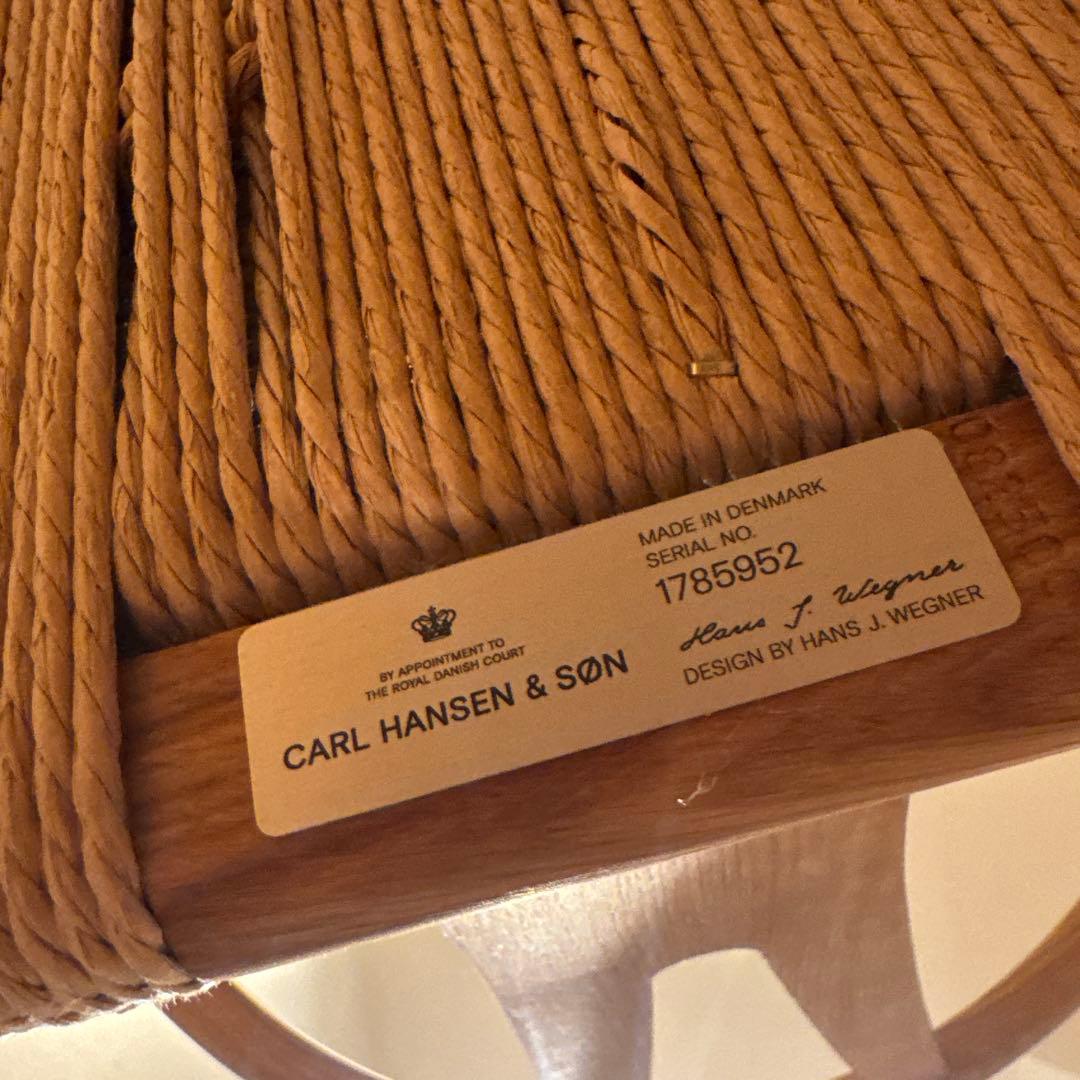 BY APPOINTMENT TO
THE ROYAL DANISH COURT
CARL HANSEN & SØN
MADE IN DENMARK
SERIAL NO.
1785952
Hans J. Wegner
DESIGN BY HANS J. WEGNER